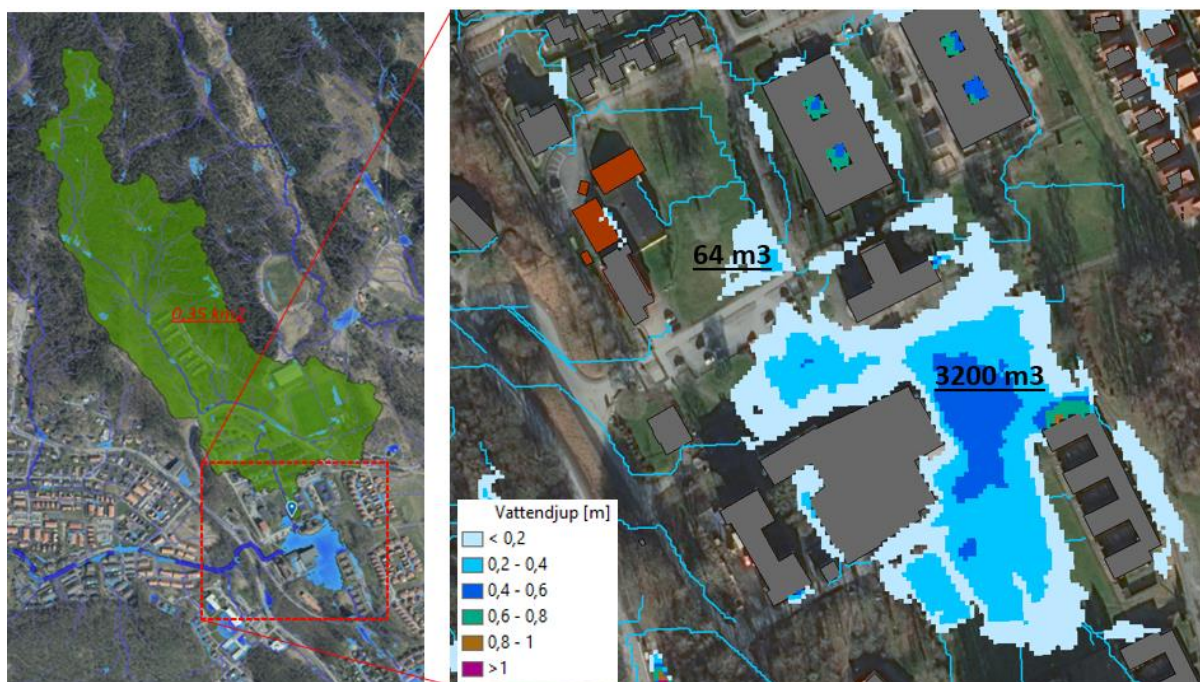 0,35 km2
64 m3
3200 m3
Vattendjup [m]
< 0,2
0,2 - 0,4
0,4 - 0,6
0,6 - 0,8
0,8 - 1
>1